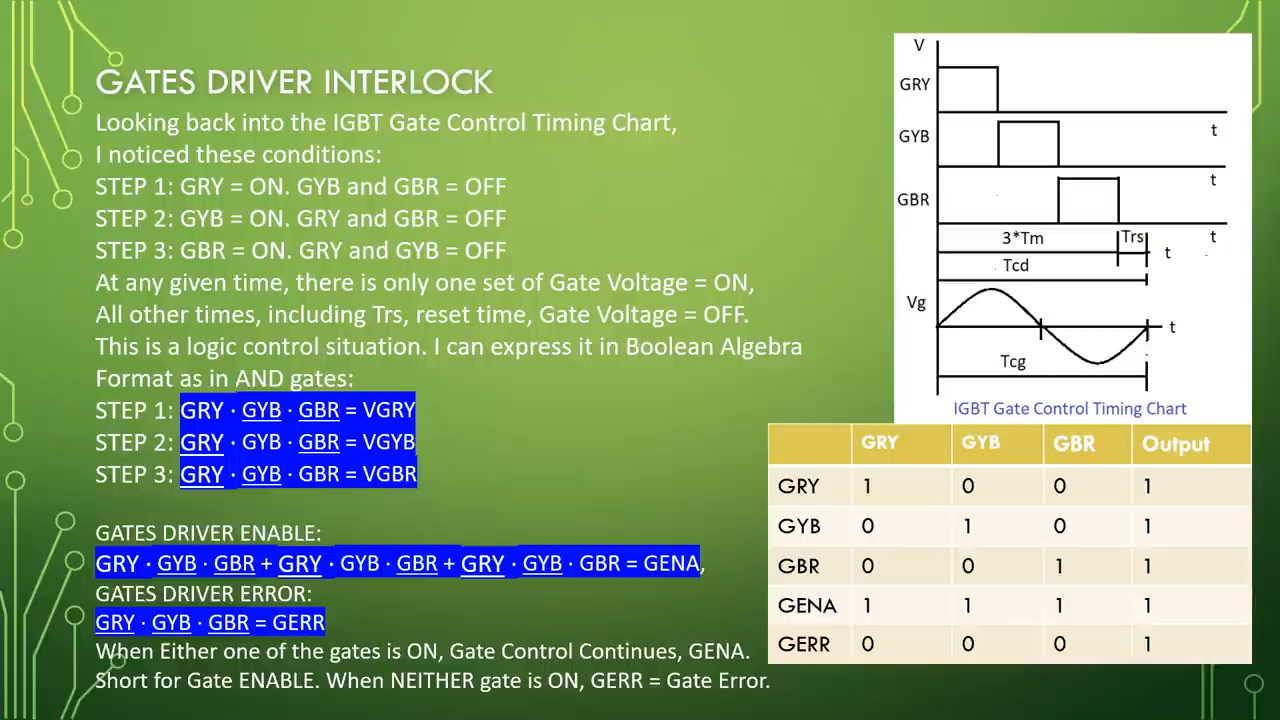 GATES DRIVER INTERLOCK
Looking back into the IGBT Gate Control Timing Chart,
I noticed these conditions:
STEP 1: GRY = ON. GYB and GBR = OFF
STEP 2: GYB = ON. GRY and GBR = OFF
STEP 3: GBR = ON. GRY and GYB = OFF
At any given time, there is only one set of Gate Voltage = ON,
All other times, including Trs, reset time, Gate Voltage = OFF.
This is a logic control situation. I can express it in Boolean Algebra
Format as in AND gates:
STEP 1: GRY · GYB · GBR = VGRY
STEP 2: GRY · GYB · GBR = VGYB
STEP 3: GRY · GYB · GBR = VGBR
GATES DRIVER ENABLE:
GRY · GYB · GBR + GRY · GYB · GBR + GRY · GYB · GBR = GENA,
GATES DRIVER ERROR:
GRY · GYB · GBR = GERR
When Either one of the gates is ON, Gate Control Continues, GENA.
Short for Gate ENABLE. When NEITHER gate is ON, GERR = Gate Error.
V
GRY
t
GYB
t
GBR
t
3*Tm Trs
t
Tcd
Vg
t
Tcg
IGBT Gate Control Timing Chart
GRY GYB GBR Output
GRY 1 0 0 1
GYB 0 1 0 1
GBR 0 0 1 1
GENA 1 1 1 1
GERR 0 0 0 1